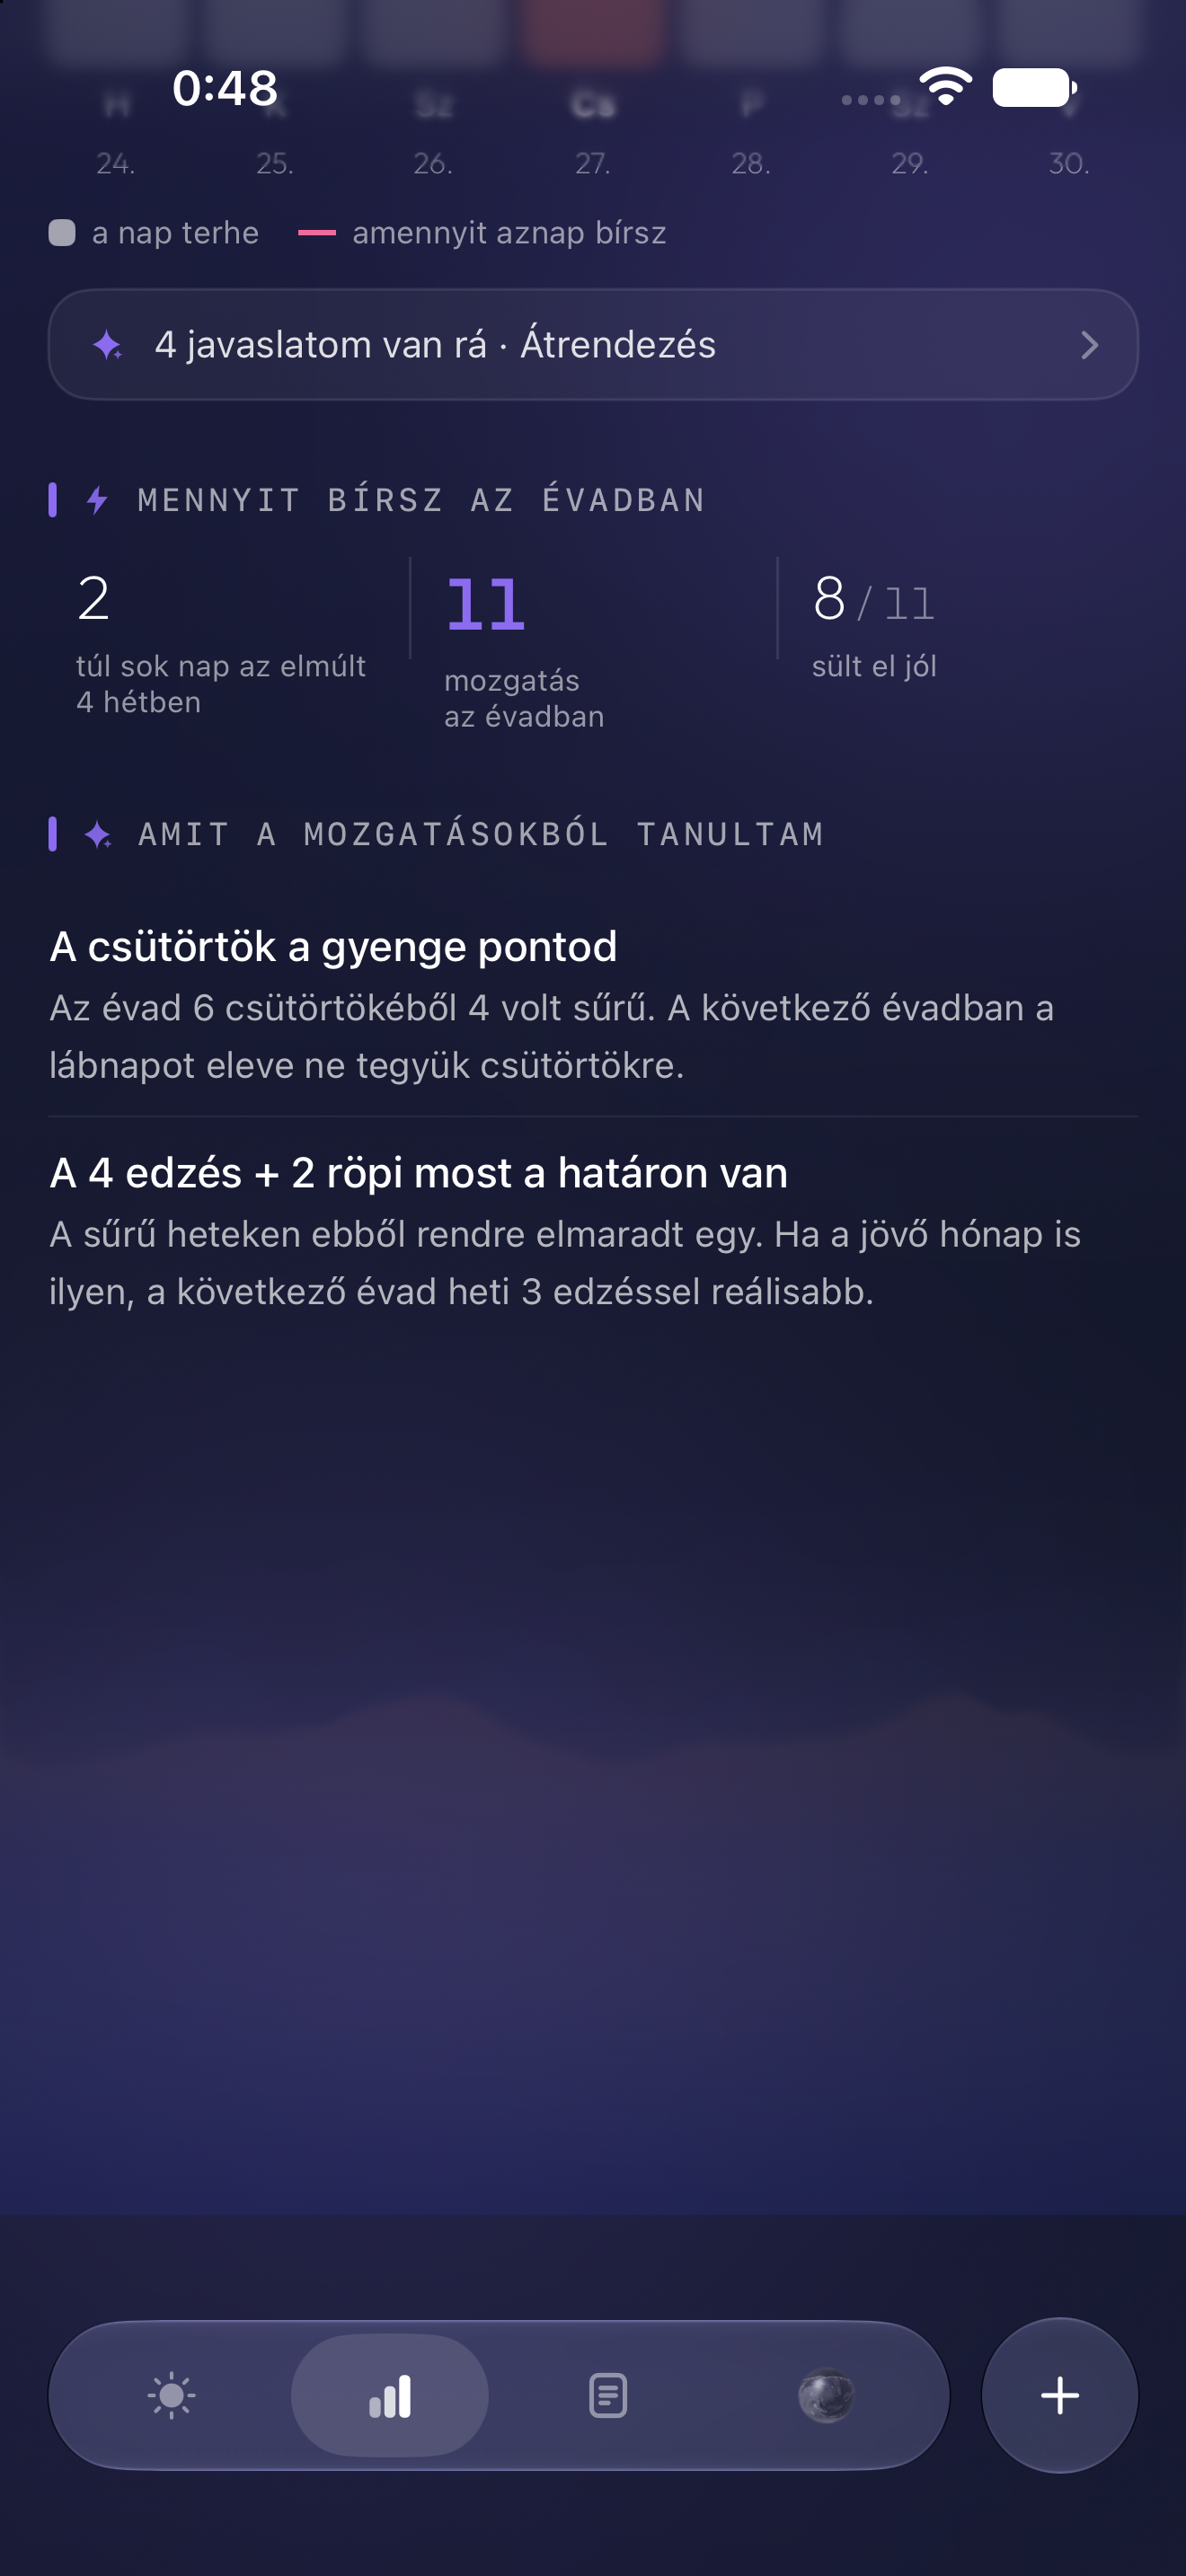 0:48
H K Sz Cs P Sz V
24. 25. 26. 27. 28. 29. 30.
a nap terhe amennyit aznap bírsz
4 javaslatom van rá · Átrendezés
MENNYIT BÍRSZ AZ ÉVADBAN
2 11 8 / 11
túl sok nap az elmúlt
4 hétben
mozgatás
az évadban
sült el jól
AMIT A MOZGATÁSOKBÓL TANULTAM
A csütörtök a gyenge pontod
Az évad 6 csütörtökéből 4 volt sűrű. A következő évadban a
lábnapot eleve ne tegyük csütörtökre.
A 4 edzés + 2 röpi most a határon van
A sűrű heteken ebből rendre elmaradt egy. Ha a jövő hónap is
ilyen, a következő évad heti 3 edzéssel reálisabb.